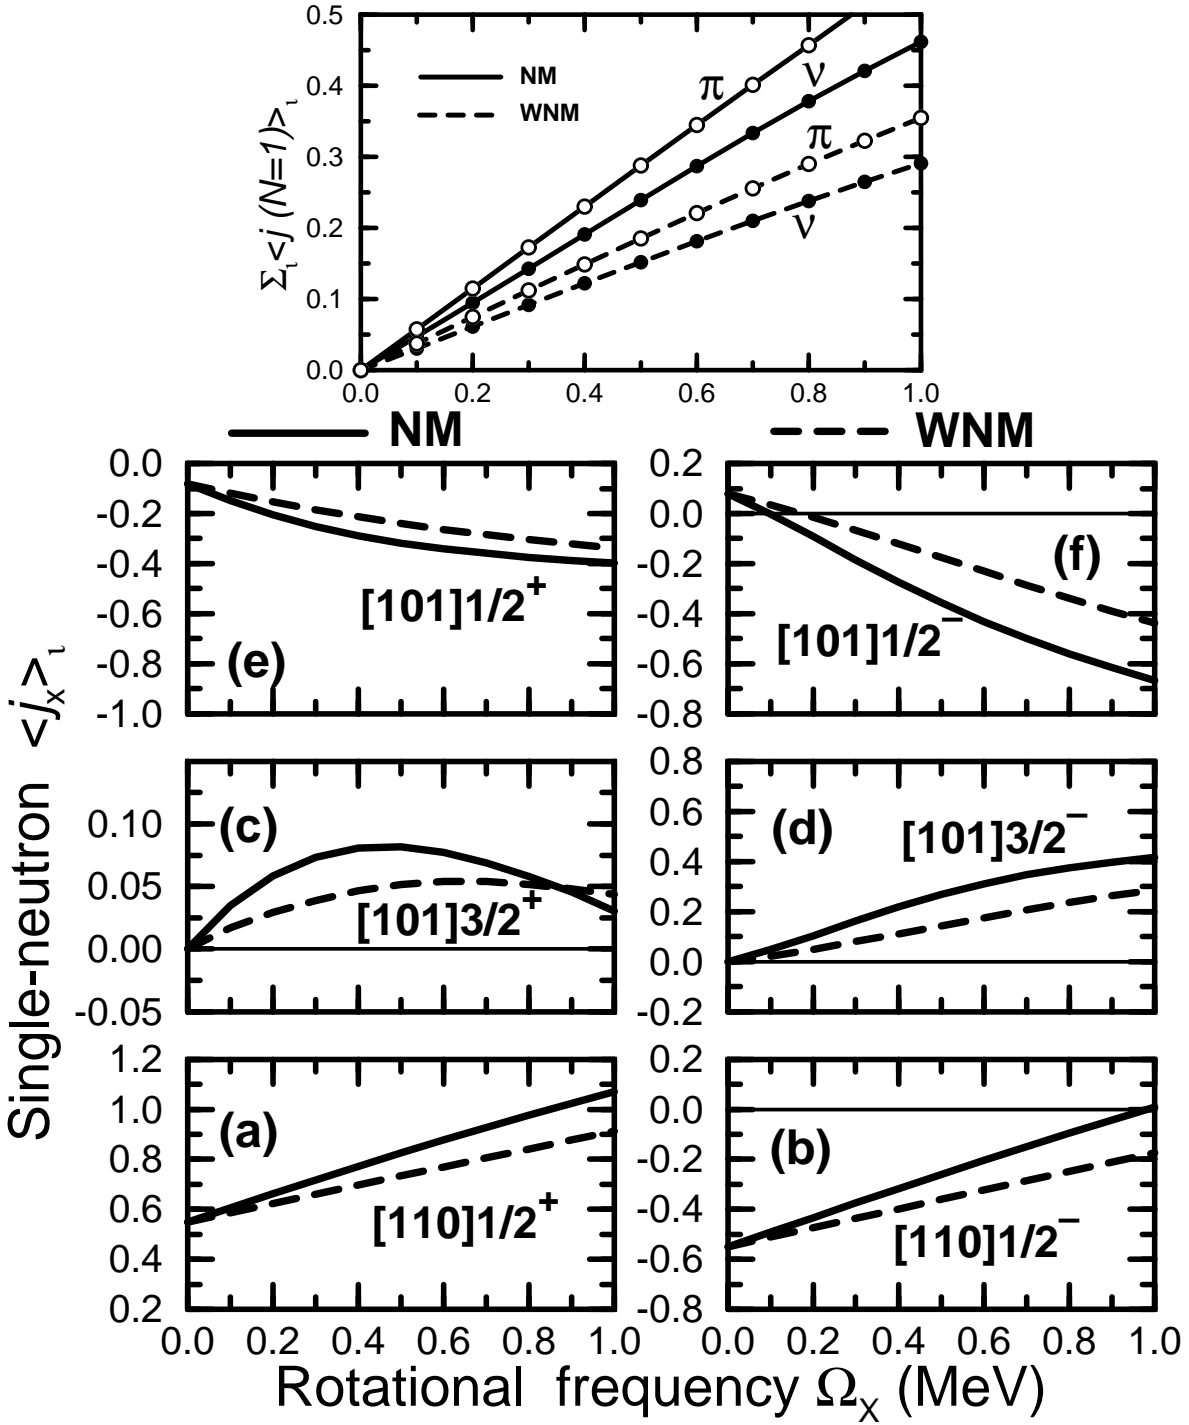 0.5
0.4
0.3
0.2
0.1
0.0
Σι<j (N=1)>ι
NM
WNM
π
ν
π
ν
0.0 0.2 0.4 0.6 0.8 1.0
NM
WNM
Single-neutron <jx>ι
0.0
-0.2
-0.4
-0.6
-0.8
-1.0
[101]1/2+
(e)
0.2
0.0
-0.2
-0.4
-0.6
-0.8
(f)
[101]1/2−
0.10
0.05
0.00
-0.05
(c)
[101]3/2+
0.8
0.6
0.4
0.2
0.0
-0.2
(d)
[101]3/2−
1.2
1.0
0.8
0.6
0.4
0.2
(a)
[110]1/2+
0.2
0.0
-0.2
-0.4
-0.6
-0.8
(b)
[110]1/2−
0.0 0.2 0.4 0.6 0.8 1.0
0.0 0.2 0.4 0.6 0.8 1.0
Rotational frequency ΩX (MeV)